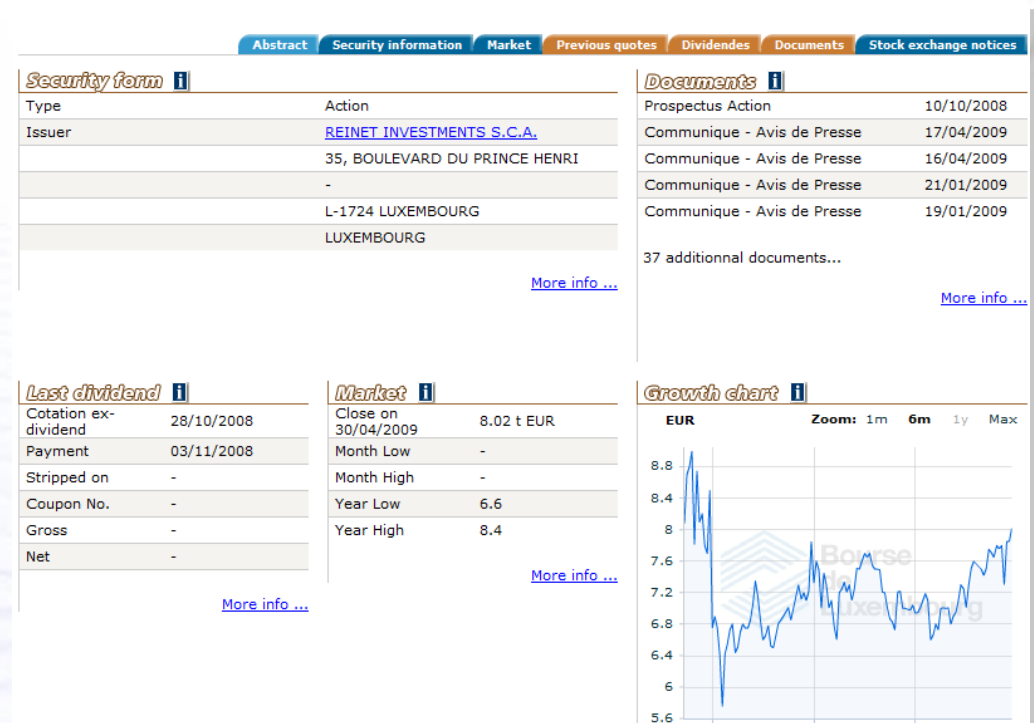 Abstract Security information Market Previous quotes Dividendes Documents Stock exchange notices
Security form i
Type Action
Issuer REINET INVESTMENTS S.C.A.
35, BOULEVARD DU PRINCE HENRI
-
L-1724 LUXEMBOURG
LUXEMBOURG
More info ...
Documents i
Prospectus Action 10/10/2008
Communique - Avis de Presse 17/04/2009
Communique - Avis de Presse 16/04/2009
Communique - Avis de Presse 21/01/2009
Communique - Avis de Presse 19/01/2009
37 additionnal documents...
More info ...
Last dividend i
Cotation ex-
dividend 28/10/2008
Payment 03/11/2008
Stripped on -
Coupon No. -
Gross -
Net -
More info ...
Market i
Close on
30/04/2009 8.02 t EUR
Month Low -
Month High -
Year Low 6.6
Year High 8.4
More info ...
Growth chart i
EUR Zoom: 1m 6m 1y Max
8.8
8.4
8
7.6
7.2
6.8
6.4
6
5.6
Bourse
de
Luxembourg